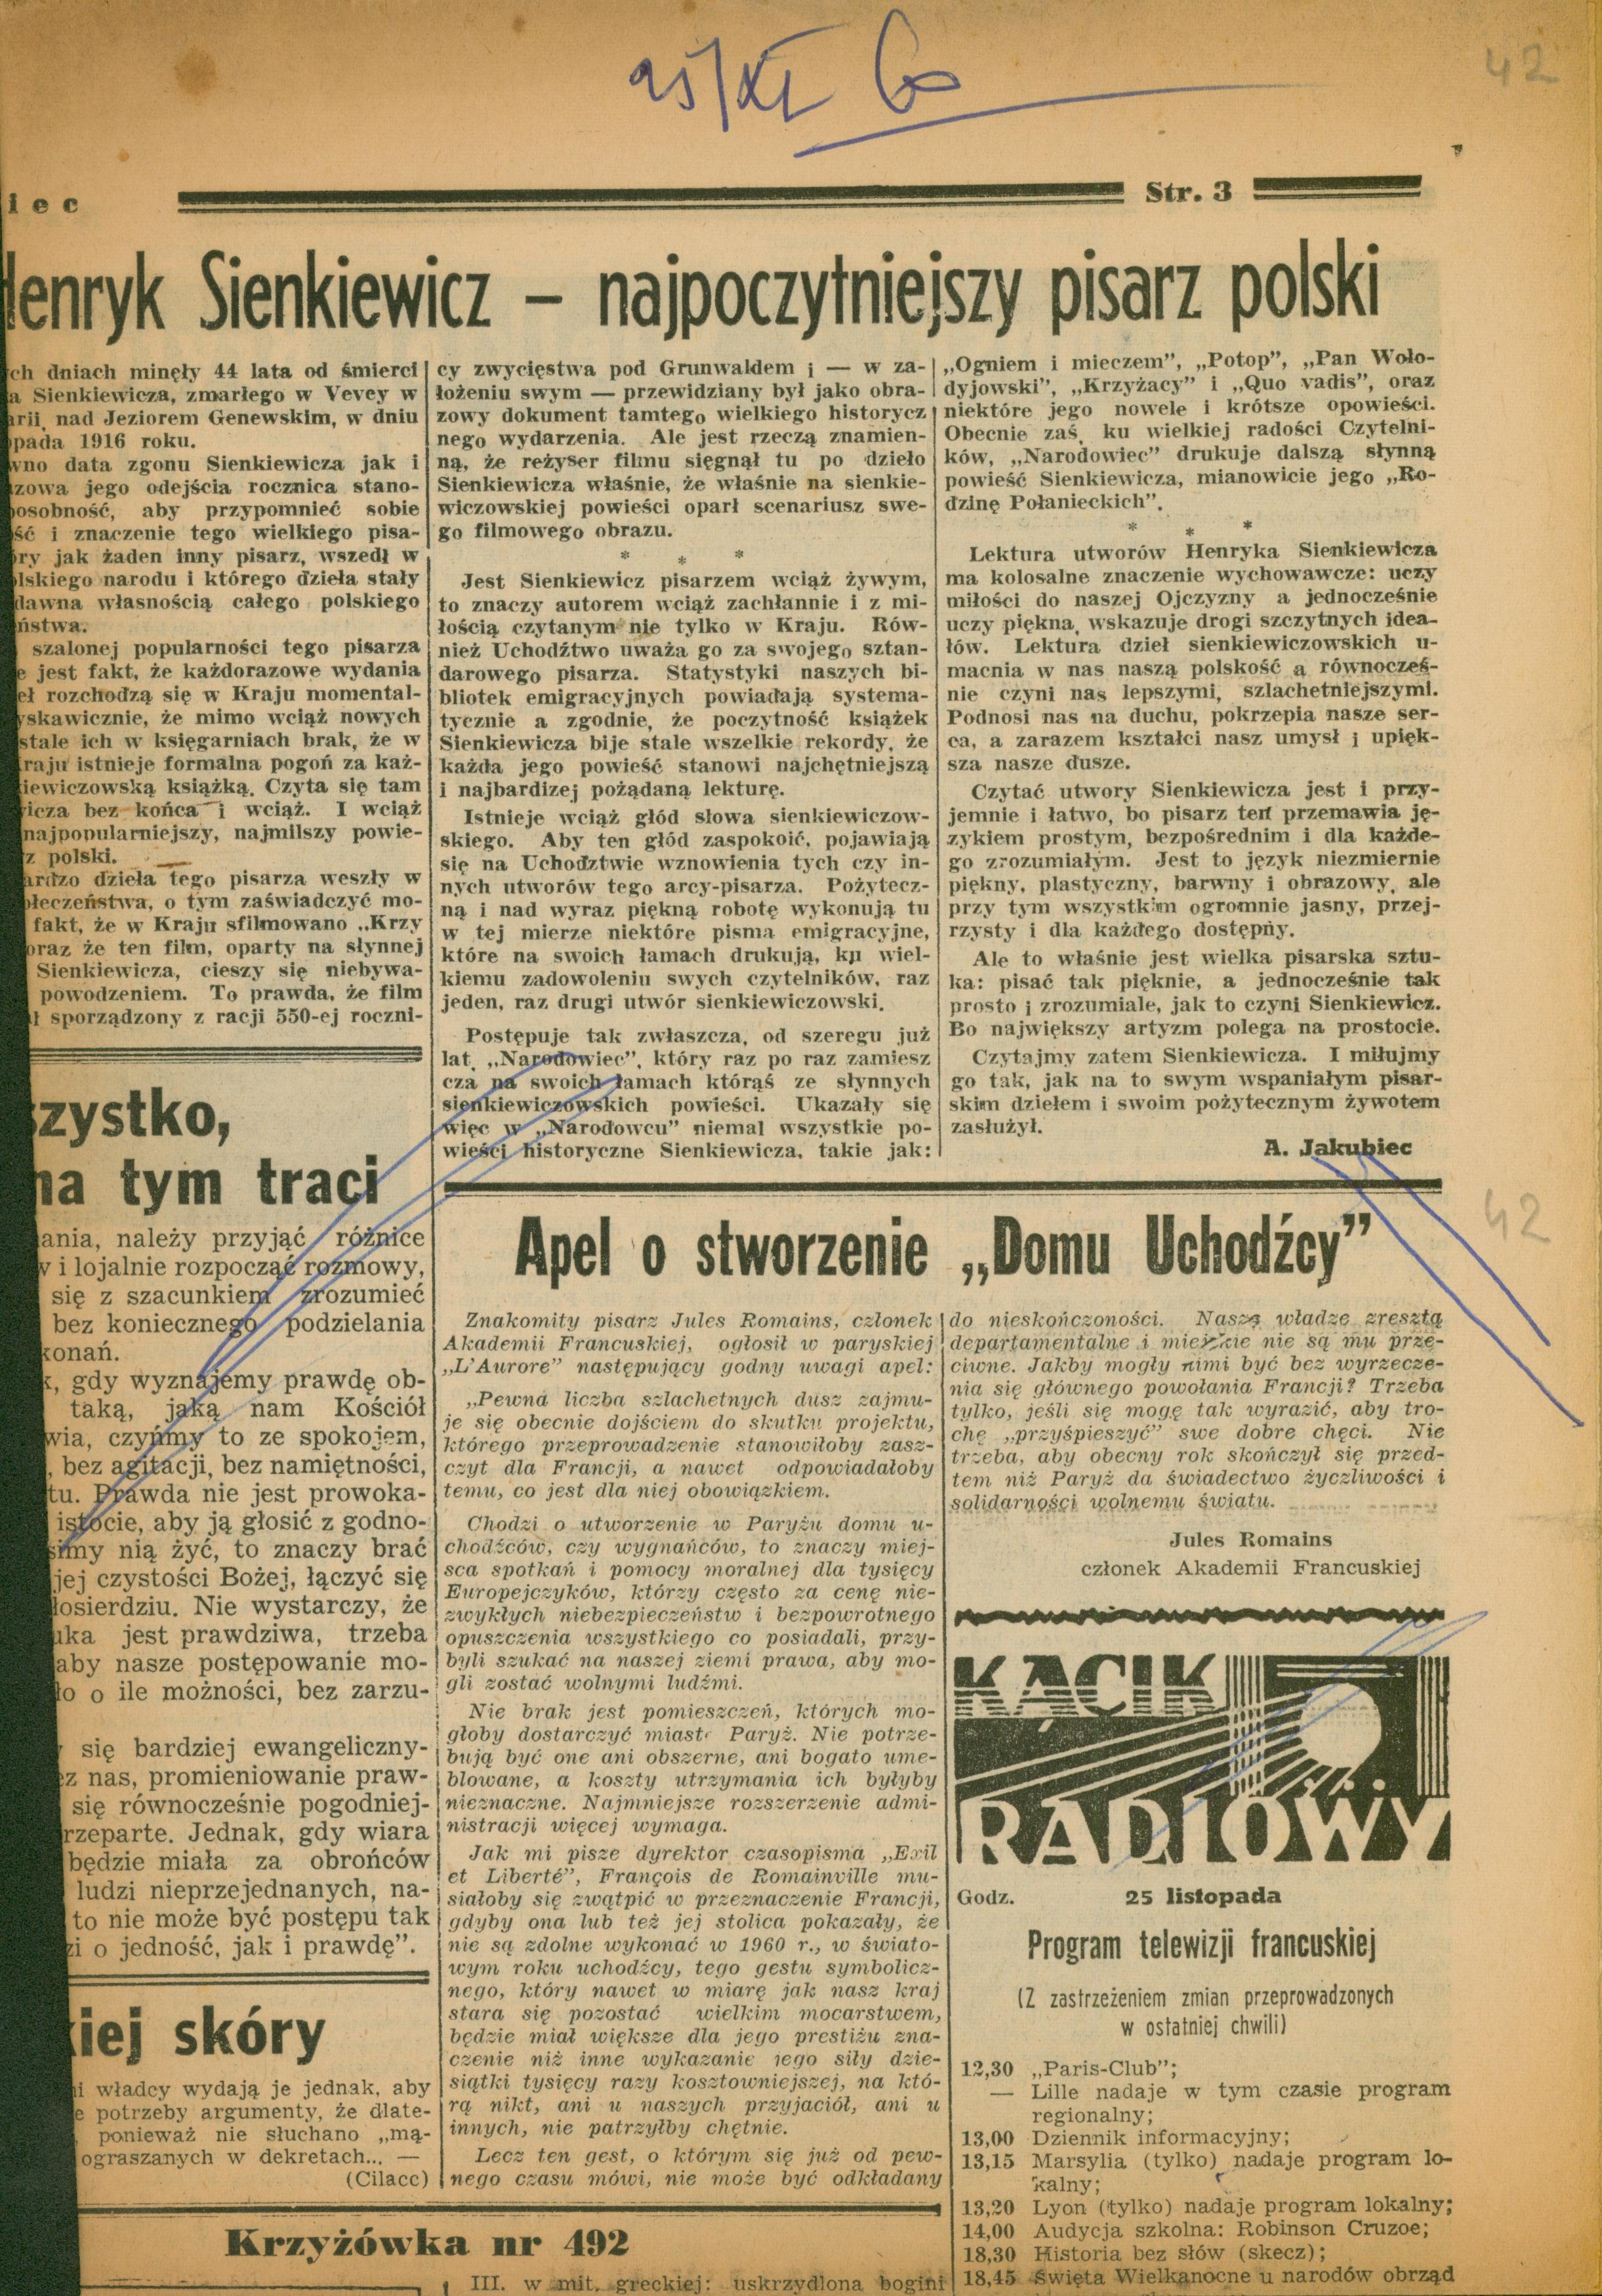 25/XI 60
42
iec
Str. 3
Henryk Sienkiewicz – najpoczytniejszy pisarz polski
ch dniach minęły 44 lata od śmierci
a Sienkiewicza, zmarłego w Vevey w
arii, nad Jeziorem Genewskim, w dniu
pada 1916 roku.
wno data zgonu Sienkiewicza jak i
zowa jego odejścia rocznica stano-
osobność, aby przypomnieć sobie
ść i znaczenie tego wielkiego pisa-
óry jak żaden inny pisarz, wszedł w
olskiego narodu i którego dzieła stały
dawna własnością całego polskiego
ństwa.
szalonej popularności tego pisarza
e jest fakt, że każdorazowe wydania
eł rozchodzą się w Kraju momental-
yskawicznie, że mimo wciąż nowych
stale ich w księgarniach brak, że w
raju istnieje formalna pogoń za każ-
iewiczowską książką. Czyta się tam
icza bez końca i wciąż. I wciąż
najpopularniejszy, najmilszy powie-
z polski.
ardzo dzieła tego pisarza weszły w
ołeczeństwa, o tym zaświadczyć mo-
fakt, że w Kraju sfilmowano „Krzy
oraz że ten film, oparty na słynnej
Sienkiewicza, cieszy się niebywa-
powodzeniem. To prawda, że film
ł sporządzony z racji 550-ej roczni-
cy zwycięstwa pod Grunwaldem i — w za-
łożeniu swym — przewidziany był jako obra-
zowy dokument tamtego wielkiego historycz
nego wydarzenia. Ale jest rzeczą znamien-
ną, że reżyser filmu sięgnął tu po dzieło
Sienkiewicza właśnie, że właśnie na sienkie-
wiczowskiej powieści oparł scenariusz swe-
go filmowego obrazu.
* * *
Jest Sienkiewicz pisarzem wciąż żywym,
to znaczy autorem wciąż zachłannie i z mi-
łością czytanym nie tylko w Kraju. Rów-
nież Uchodźtwo uważa go za swojego sztan-
darowego pisarza. Statystyki naszych bi-
bliotek emigracyjnych powiadają systema-
tycznie a zgodnie, że poczytność książek
Sienkiewicza bije stale wszelkie rekordy, że
każda jego powieść stanowi najchętniejszą
i najbardziej pożądaną lekturę.
Istnieje wciąż głód słowa sienkiewiczow-
skiego. Aby ten głód zaspokoić, pojawiają
się na Uchodztwie wznowienia tych czy in-
nych utworów tego arcy-pisarza. Pożytecz-
ną i nad wyraz piękną robotę wykonują tu
w tej mierze niektóre pisma emigracyjne,
które na swoich łamach drukują, ku wiel-
kiemu zadowoleniu swych czytelników, raz
jeden, raz drugi utwór sienkiewiczowski.
Postępuje tak zwłaszcza, od szeregu już
lat, „Narodowiec”, który raz po raz zamiesz
cza na swoich łamach którąś ze słynnych
sienkiewiczowskich powieści. Ukazały się
więc w „Narodowcu” niemal wszystkie po-
wieści historyczne Sienkiewicza, takie jak:
„Ogniem i mieczem”, „Potop”, „Pan Woło-
dyjowski”, „Krzyżacy” i „Quo vadis”, oraz
niektóre jego nowele i krótsze opowieści.
Obecnie zaś, ku wielkiej radości Czytelni-
ków, „Narodowiec” drukuje dalszą słynną
powieść Sienkiewicza, mianowicie jego „Ro-
dzinę Połanieckich”.
* * *
Lektura utworów Henryka Sienkiewicza
ma kolosalne znaczenie wychowawcze: uczy
miłości do naszej Ojczyzny a jednocześnie
uczy piękna, wskazuje drogi szczytnych idea-
łów. Lektura dzieł sienkiewiczowskich u-
macnia w nas naszą polskość a równocześ-
nie czyni nas lepszymi, szlachetniejszymi.
Podnosi nas na duchu, pokrzepia nasze ser-
ca, a zarazem kształci nasz umysł i upięk-
sza nasze dusze.
Czytać utwory Sienkiewicza jest i przy-
jemnie i łatwo, bo pisarz ten przemawia ję-
zykiem prostym, bezpośrednim i dla każde-
go zrozumiałym. Jest to język niezmiernie
piękny, plastyczny, barwny i obrazowy, ale
przy tym wszystkim ogromnie jasny, przej-
rzysty i dla każdego dostępny.
Ale to właśnie jest wielka pisarska sztu-
ka: pisać tak pięknie, a jednocześnie tak
prosto i zrozumiale, jak to czyni Sienkiewicz.
Bo największy artyzm polega na prostocie.
Czytajmy zatem Sienkiewicza. I miłujmy
go tak, jak na to swym wspaniałym pisar-
skim dziełem i swoim pożytecznym żywotem
zasłużył.
A. Jakubiec
42
szystko,
na tym traci
ania, należy przyjąć różnice
w i lojalnie rozpocząć rozmowy,
się z szacunkiem zrozumieć
bez koniecznego podzielania
konań.
k, gdy wyznajemy prawdę ob-
taką, jaką nam Kościół
wia, czyńmy to ze spokojem,
, bez agitacji, bez namiętności,
tu. Prawda nie jest prowoka-
istocie, aby ją głosić z godno-
simy nią żyć, to znaczy brać
jej czystości Bożej, łączyć się
łosierdziu. Nie wystarczy, że
uka jest prawdziwa, trzeba
aby nasze postępowanie mo-
ło o ile możności, bez zarzu-
się bardziej ewangeliczny-
ez nas, promieniowanie praw-
się równocześnie pogodniej-
rzeparte. Jednak, gdy wiara
będzie miała za obrońców
ludzi nieprzejednanych, na-
to nie może być postępu tak
zi o jedność, jak i prawdę”.
kiej skóry
i władcy wydają je jednak, aby
e potrzeby argumenty, że dlate-
, ponieważ nie słuchano „mą-
ograszanych w dekretach... —
(Cilacc)
Apel o stworzenie „Domu Uchodźcy”
Znakomity pisarz Jules Romains, członek
Akademii Francuskiej, ogłosił w paryskiej
„L'Aurore” następujący godny uwagi apel:
„Pewna liczba szlachetnych dusz zajmu-
je się obecnie dojściem do skutku projektu,
którego przeprowadzenie stanowiłoby zasz-
czyt dla Francji, a nawet odpowiadałoby
temu, co jest dla niej obowiązkiem.
Chodzi o utworzenie w Paryżu domu u-
chodźców, czy wygnańców, to znaczy miej-
sca spotkań i pomocy moralnej dla tysięcy
Europejczyków, którzy często za cenę nie-
zwykłych niebezpieczeństw i bezpowrotnego
opuszczenia wszystkiego co posiadali, przy-
byli szukać na naszej ziemi prawa, aby mo-
gli zostać wolnymi ludźmi.
Nie brak jest pomieszczeń, których mo-
głoby dostarczyć miasto Paryż. Nie potrze-
bują być one ani obszerne, ani bogato ume-
blowane, a koszty utrzymania ich byłyby
nieznaczne. Najmniejsze rozszerzenie admi-
nistracji więcej wymaga.
Jak mi pisze dyrektor czasopisma „Exil
et Liberté”, François de Romainville mu-
siałoby się zwątpić w przeznaczenie Francji,
gdyby ona lub też jej stolica pokazały, że
nie są zdolne wykonać w 1960 r., w świato-
wym roku uchodźcy, tego gestu symbolicz-
nego, który nawet w miarę jak nasz kraj
stara się pozostać wielkim mocarstwem,
będzie miał większe dla jego prestiżu zna-
czenie niż inne wykazanie jego siły dzie-
siątki tysięcy razy kosztowniejszej, na któ-
rą nikt, ani u naszych przyjaciół, ani u
innych, nie patrzyłby chętnie.
Lecz ten gest, o którym się już od pew-
nego czasu mówi, nie może być odkładany
do nieskończoności. Naszą władze zresztą
departamentalne i miejskie nie są mu prze-
ciwne. Jakby mogły nimi być bez wyrzecze-
nia się głównego powołania Francji? Trzeba
tylko, jeśli się mogę tak wyrazić, aby tro-
chę „przyśpieszyć” swe dobre chęci. Nie
trzeba, aby obecny rok skończył się przed-
tem niż Paryż da świadectwo życzliwości i
solidarności wolnemu światu.
Jules Romains
członek Akademii Francuskiej
KĄCIK
RADIOWY
Godz. 25 listopada
Program telewizji francuskiej
(Z zastrzeżeniem zmian przeprowadzonych
w ostatniej chwili)
12,30 „Paris-Club”;
— Lille nadaje w tym czasie program
regionalny;
13,00 Dziennik informacyjny;
13,15 Marsylia (tylko) nadaje program lo-
kalny;
13,20 Lyon (tylko) nadaje program lokalny;
14,00 Audycja szkolna: Robinson Cruzoe;
18,30 Historia bez słów (skecz);
18,45 Święta Wielkanocne u narodów obrząd
Krzyżówka nr 492
III. w mit. greckiej: uskrzydlona bogini